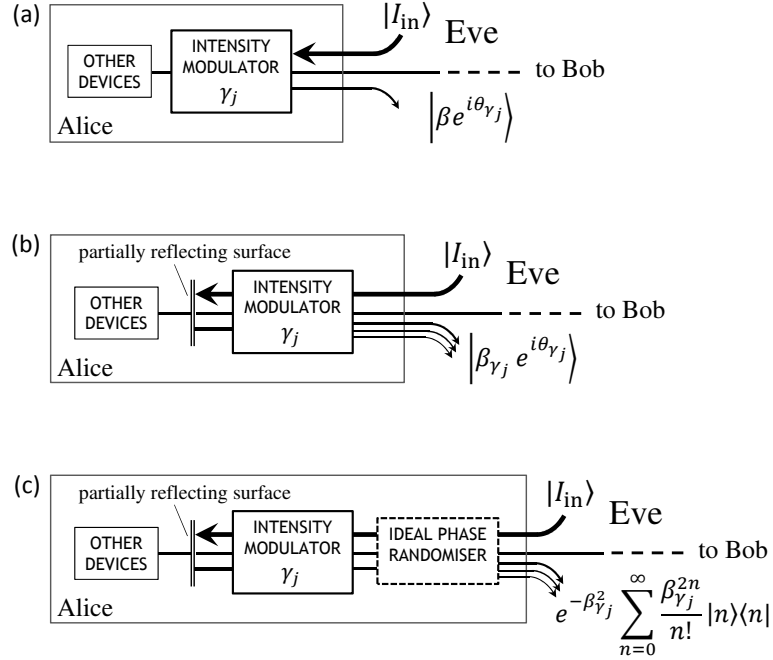 (a)
|I_in⟩
Eve
OTHER
DEVICES
INTENSITY
MODULATOR
γ_j
to Bob
Alice
|βe^{iθ_{γ_j}}⟩
(b)
partially reflecting surface
|I_in⟩
Eve
OTHER
DEVICES
INTENSITY
MODULATOR
γ_j
to Bob
Alice
|β_{γ_j} e^{iθ_{γ_j}}⟩
(c)
partially reflecting surface
|I_in⟩
Eve
OTHER
DEVICES
INTENSITY
MODULATOR
γ_j
IDEAL PHASE
RANDOMISER
to Bob
Alice
e^{-β_{γ_j}^2} ∑_{n=0}^{∞} \frac{β_{γ_j}^{2n}}{n!} |n⟩⟨n|